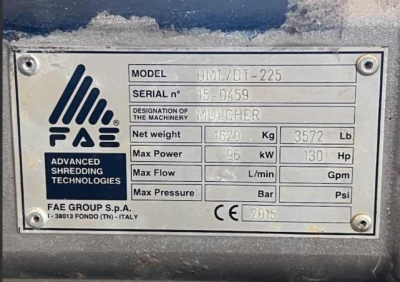 FAE ®
ADVANCED
SHREDDING
TECHNOLOGIES
FAE GROUP S.p.A.
I - 38013 FONDO (TN) - ITALY
MODEL UML/DT-225
SERIAL n° 15-0459
DESIGNATION OF
THE MACHINERY MULCHER
Net weight 1620 Kg 3572 Lb
Max Power 96 kW 130 Hp
Max Flow L/min Gpm
Max Pressure Bar Psi
CE 2015